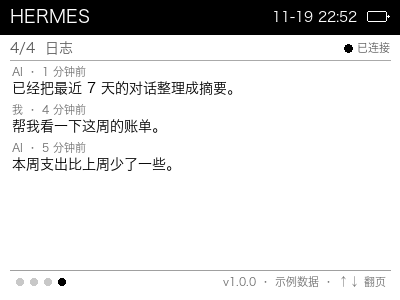 HERMES 11-19 22:52
4/4 日志 已连接
AI · 1 分钟前
已经把最近 7 天的对话整理成摘要。
我 · 4 分钟前
帮我看一下这周的账单。
AI · 5 分钟前
本周支出比上周少了一些。
v1.0.0 · 示例数据 · ↑↓ 翻页